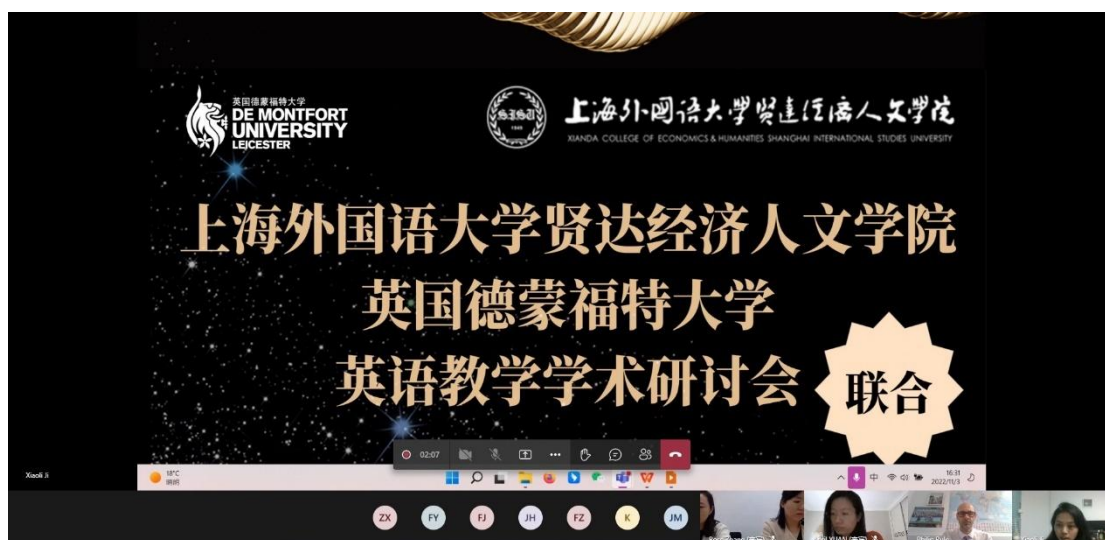 英国德蒙福特大学
DE MONTFORT
UNIVERSITY
LEICESTER
SISU
1949
上海外国语大学贤达经济人文学院
XIANDA COLLEGE OF ECONOMICS & HUMANITIES SHANGHAI INTERNATIONAL STUDIES UNIVERSITY
上海外国语大学贤达经济人文学院
英国德蒙福特大学
英语教学学术研讨会
联合
02:07
Xiaoli Ji
18°C
晴朗
中
16:31
2022/11/3
ZX
FY
FJ
JH
FZ
K
JM